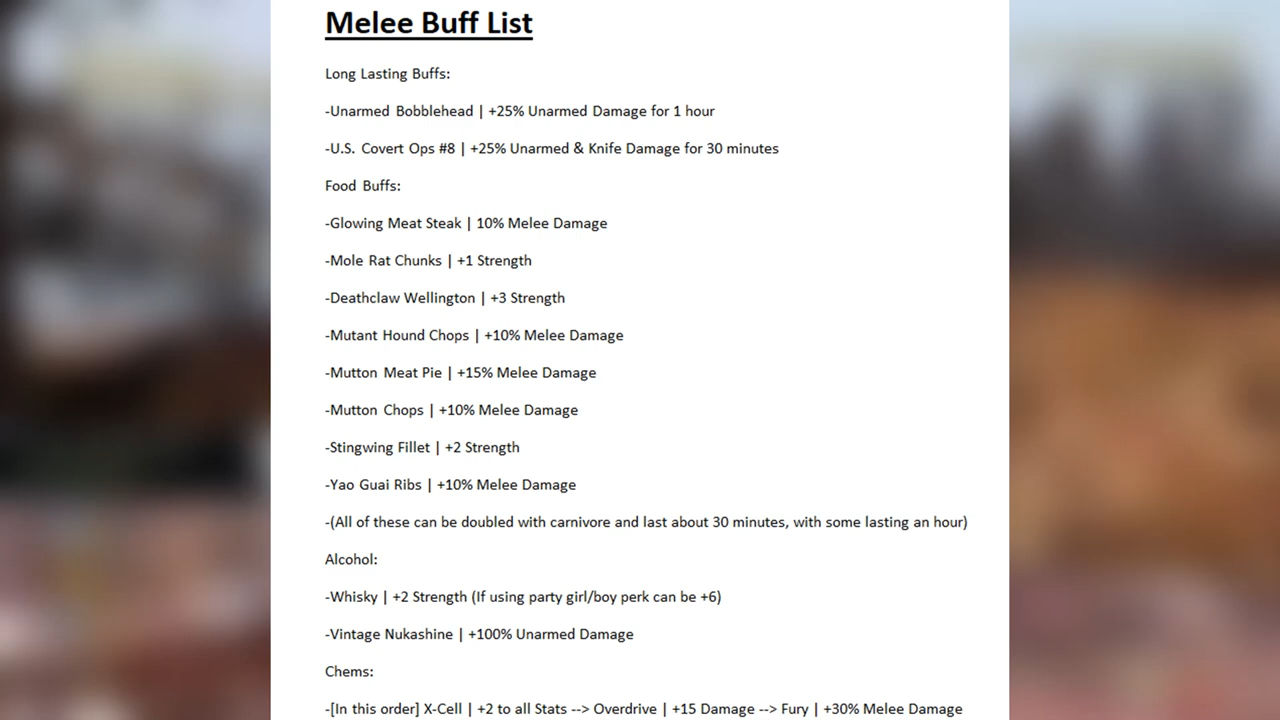 Melee Buff List
Long Lasting Buffs:
-Unarmed Bobblehead | +25% Unarmed Damage for 1 hour
-U.S. Covert Ops #8 | +25% Unarmed & Knife Damage for 30 minutes
Food Buffs:
-Glowing Meat Steak | 10% Melee Damage
-Mole Rat Chunks | +1 Strength
-Deathclaw Wellington | +3 Strength
-Mutant Hound Chops | +10% Melee Damage
-Mutton Meat Pie | +15% Melee Damage
-Mutton Chops | +10% Melee Damage
-Stingwing Fillet | +2 Strength
-Yao Guai Ribs | +10% Melee Damage
-(All of these can be doubled with carnivore and last about 30 minutes, with some lasting an hour)
Alcohol:
-Whisky | +2 Strength (If using party girl/boy perk can be +6)
-Vintage Nukashine | +100% Unarmed Damage
Chems:
-[In this order] X-Cell | +2 to all Stats --> Overdrive | +15 Damage --> Fury | +30% Melee Damage